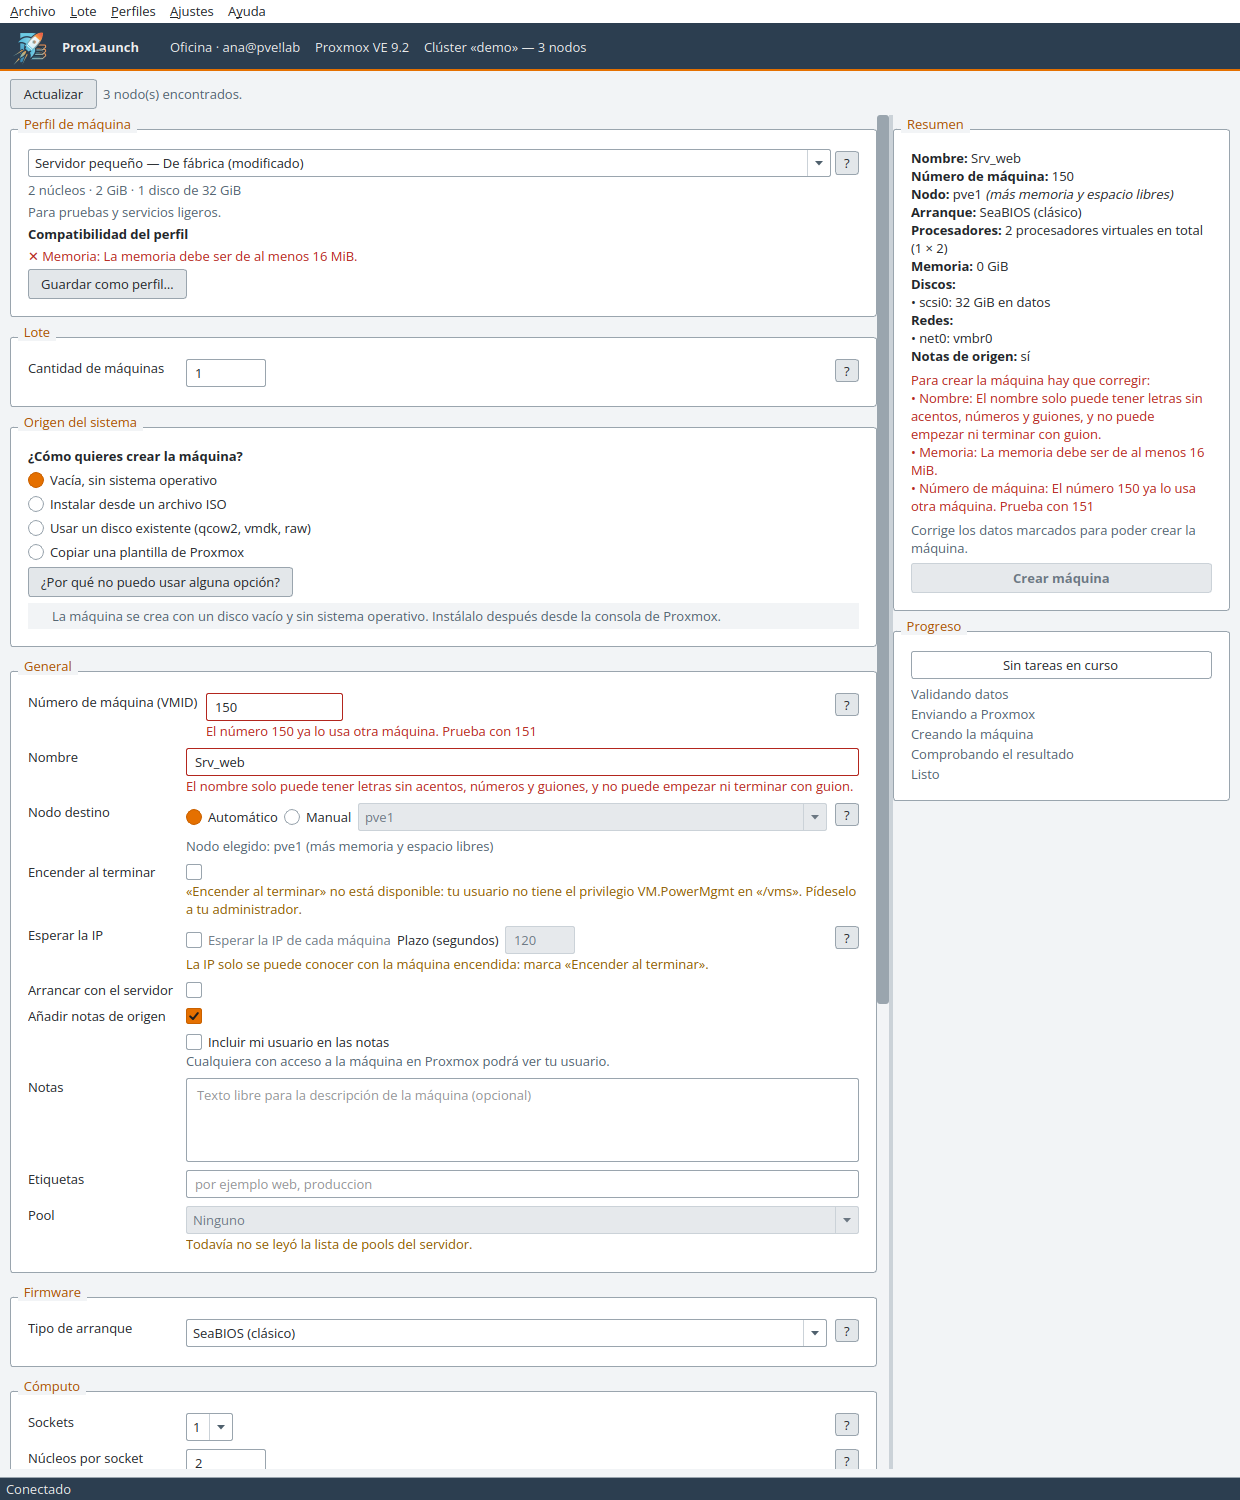 Archivo Lote Perfiles Ajustes Ayuda
ProxLaunch Oficina · ana@pve!lab Proxmox VE 9.2 Clúster «demo» — 3 nodos
Actualizar 3 nodo(s) encontrados.
Perfil de máquina
Servidor pequeño — De fábrica (modificado) ?
2 núcleos · 2 GiB · 1 disco de 32 GiB
Para pruebas y servicios ligeros.
Compatibilidad del perfil
✕ Memoria: La memoria debe ser de al menos 16 MiB.
Guardar como perfil...
Lote
Cantidad de máquinas 1 ?
Origen del sistema
¿Cómo quieres crear la máquina?
Vacía, sin sistema operativo
Instalar desde un archivo ISO
Usar un disco existente (qcow2, vmdk, raw)
Copiar una plantilla de Proxmox
¿Por qué no puedo usar alguna opción?
La máquina se crea con un disco vacío y sin sistema operativo. Instálalo después desde la consola de Proxmox.
General
Número de máquina (VMID) 150 ?
El número 150 ya lo usa otra máquina. Prueba con 151
Nombre Srv_web
El nombre solo puede tener letras sin acentos, números y guiones, y no puede empezar ni terminar con guion.
Nodo destino Automático Manual pve1 ?
Nodo elegido: pve1 (más memoria y espacio libres)
Encender al terminar
«Encender al terminar» no está disponible: tu usuario no tiene el privilegio VM.PowerMgmt en «/vms». Pídeselo
a tu administrador.
Esperar la IP Esperar la IP de cada máquina Plazo (segundos) 120 ?
La IP solo se puede conocer con la máquina encendida: marca «Encender al terminar».
Arrancar con el servidor
Añadir notas de origen
Incluir mi usuario en las notas
Cualquiera con acceso a la máquina en Proxmox podrá ver tu usuario.
Notas Texto libre para la descripción de la máquina (opcional)
Etiquetas por ejemplo web, produccion
Pool Ninguno
Todavía no se leyó la lista de pools del servidor.
Firmware
Tipo de arranque SeaBIOS (clásico) ?
Cómputo
Sockets 1 ?
Núcleos por socket 2 ?
Resumen
Nombre: Srv_web
Número de máquina: 150
Nodo: pve1 (más memoria y espacio libres)
Arranque: SeaBIOS (clásico)
Procesadores: 2 procesadores virtuales en total
(1 × 2)
Memoria: 0 GiB
Discos:
• scsi0: 32 GiB en datos
Redes:
• net0: vmbr0
Notas de origen: sí
Para crear la máquina hay que corregir:
• Nombre: El nombre solo puede tener letras sin
acentos, números y guiones, y no puede
empezar ni terminar con guion.
• Memoria: La memoria debe ser de al menos 16
MiB.
• Número de máquina: El número 150 ya lo usa
otra máquina. Prueba con 151
Corrige los datos marcados para poder crear la
máquina.
Crear máquina
Progreso
Sin tareas en curso
Validando datos
Enviando a Proxmox
Creando la máquina
Comprobando el resultado
Listo
Conectado